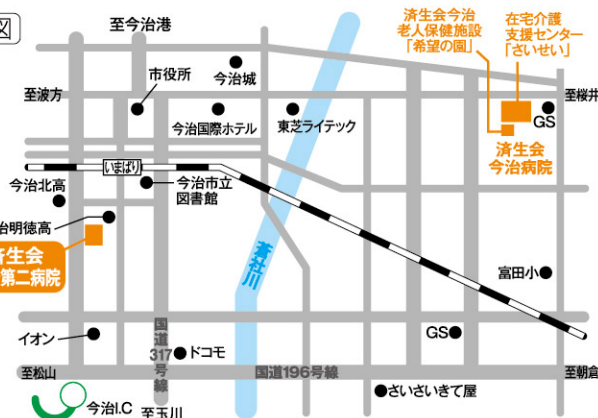 図
至今治港
済生会今治
老人保健施設
「希望の園」
在宅介護
支援センター
「さいせい」
市役所
今治城
至波方
至桜井
今治国際ホテル
東芝ライテック
GS
済生会
今治病院
いまばり
今治北高
今治市立
図書館
治明徳高
済生会
第二病院
蒼社川
富田小
イオン
国道
317
号線
ドコモ
GS
至松山
国道196号線
至朝倉
今治I.C
至玉川
さいさいきて屋